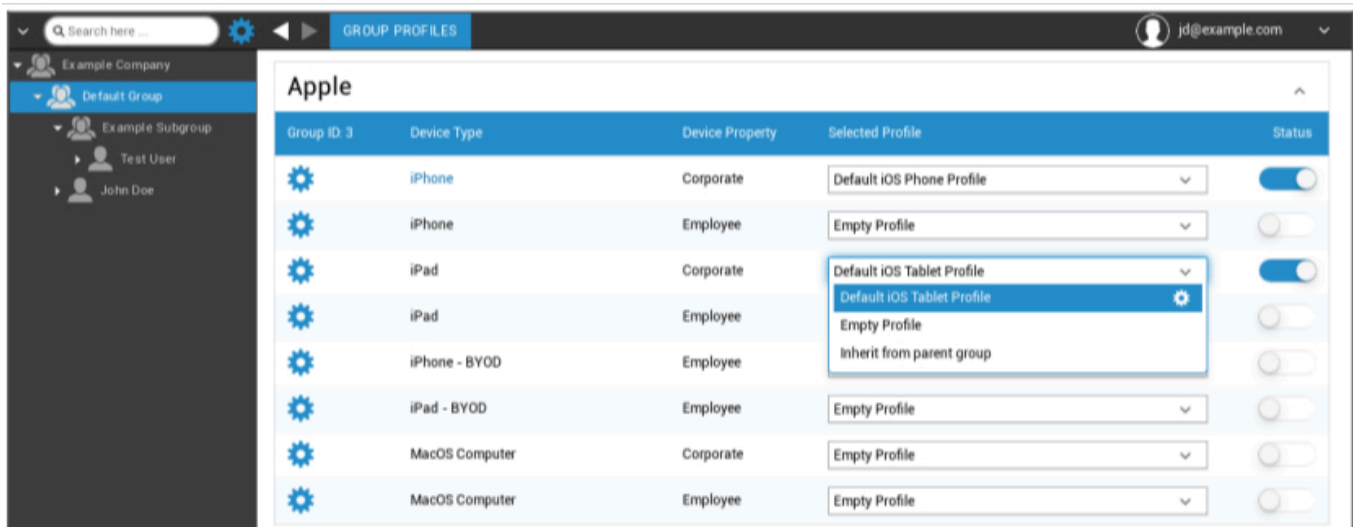 Search here ...
GROUP PROFILES
jd@example.com
Example Company
Default Group
Example Subgroup
Test User
John Doe
Apple
Group ID: 3 Device Type Device Property Selected Profile Status
iPhone Corporate Default iOS Phone Profile
iPhone Employee Empty Profile
iPad Corporate Default iOS Tablet Profile
Default iOS Tablet Profile
iPad Employee Empty Profile
Inherit from parent group
iPhone - BYOD Employee
iPad - BYOD Employee Empty Profile
MacOS Computer Corporate Empty Profile
MacOS Computer Employee Empty Profile